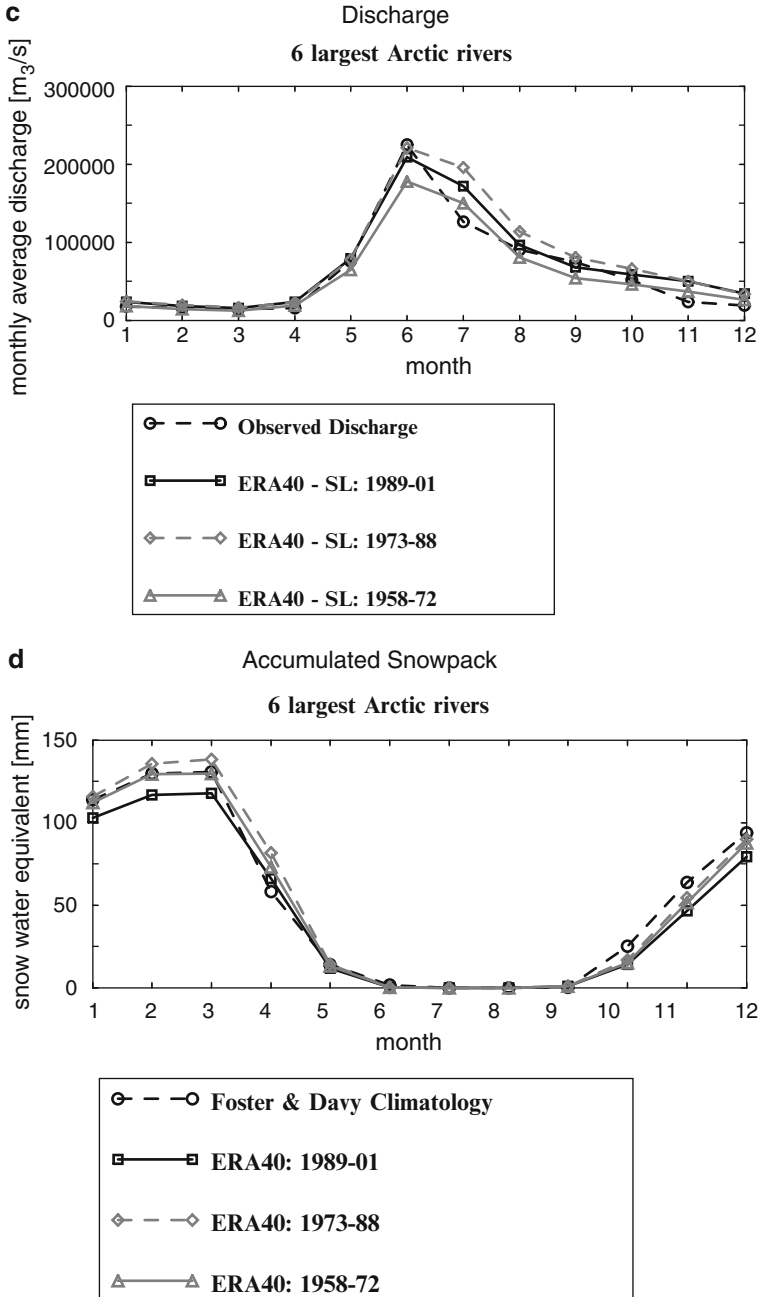 c
Discharge
6 largest Arctic rivers
monthly average discharge [m3/s]
300000
200000
100000
0
1 2 3 4 5 6 7 8 9 10 11 12
month
Observed Discharge
ERA40 - SL: 1989-01
ERA40 - SL: 1973-88
ERA40 - SL: 1958-72
d
Accumulated Snowpack
6 largest Arctic rivers
snow water equivalent [mm]
150
100
50
0
1 2 3 4 5 6 7 8 9 10 11 12
month
Foster & Davy Climatology
ERA40: 1989-01
ERA40: 1973-88
ERA40: 1958-72